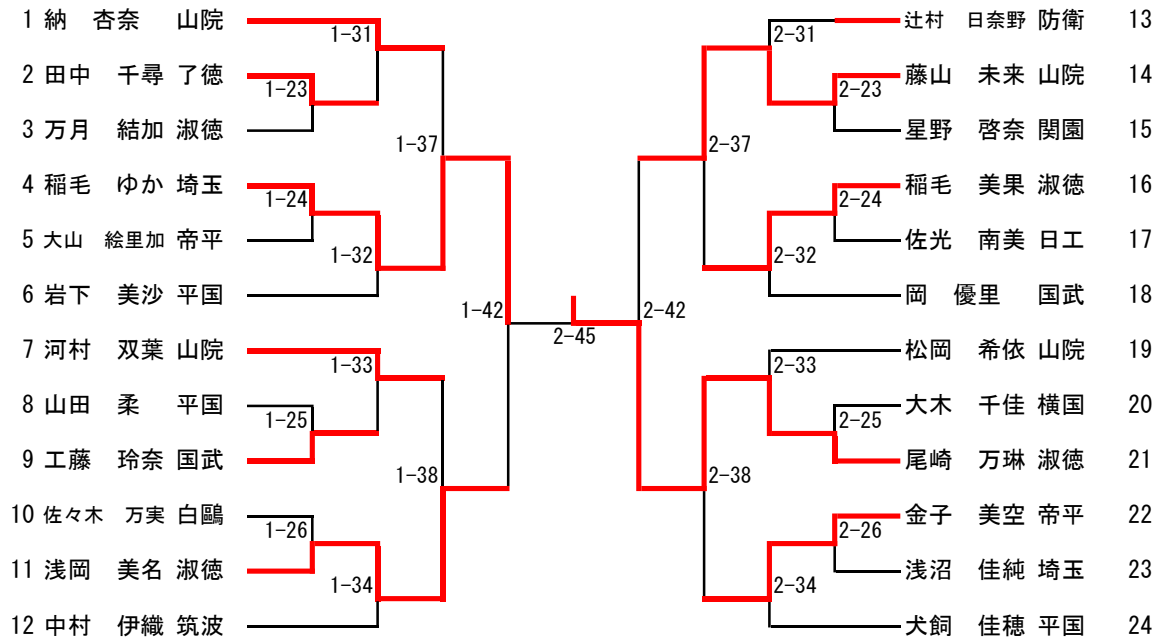 1 納 杏奈 山院
2 田中 千尋 了徳
3 万月 結加 淑徳
4 稲毛 ゆか 埼玉
5 大山 絵里加 帝平
6 岩下 美沙 平国
7 河村 双葉 山院
8 山田 柔 平国
9 工藤 玲奈 国武
10 佐々木 万実 白鷗
11 浅岡 美名 淑徳
12 中村 伊織 筑波
1-31
1-23
1-37
1-24
1-32
1-42
1-33
1-25
1-38
1-26
1-34
2-45
2-31
2-23
2-37
2-24
2-32
2-42
2-33
2-25
2-38
2-26
2-34
辻村 日奈野 防衛 13
藤山 未来 山院 14
星野 啓奈 関園 15
稲毛 美果 淑徳 16
佐光 南美 日工 17
岡 優里 国武 18
松岡 希依 山院 19
大木 千佳 横国 20
尾崎 万琳 淑徳 21
金子 美空 帝平 22
浅沼 佳純 埼玉 23
犬飼 佳穂 平国 24